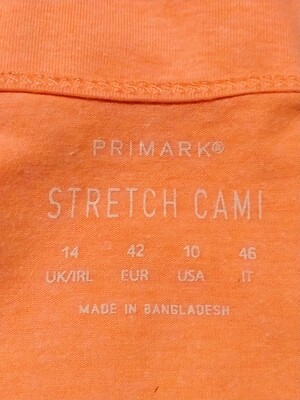 PRIMARK®
STRETCH CAMI
14 42 10 46
UK/IRL EUR USA IT
MADE IN BANGLADESH